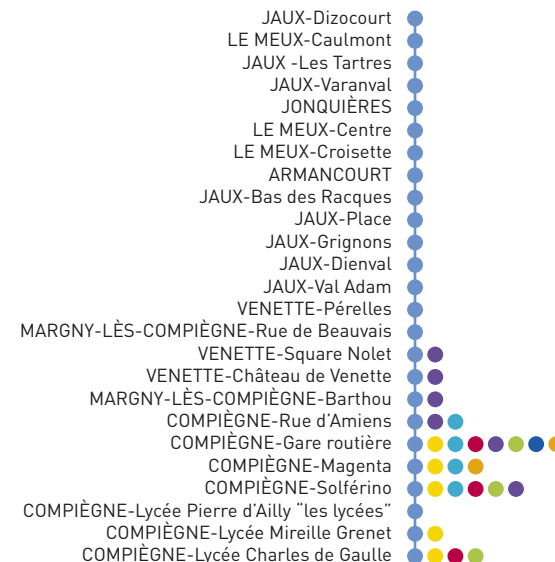 JAUX-Dizocourt
LE MEUX-Caulmont
JAUX -Les Tartres
JAUX-Varanval
JONQUIÈRES
LE MEUX-Centre
LE MEUX-Croisette
ARMANCOURT
JAUX-Bas des Racques
JAUX-Place
JAUX-Grignons
JAUX-Dienval
JAUX-Val Adam
VENETTE-Pérelles
MARGNY-LÈS-COMPIÈGNE-Rue de Beauvais
VENETTE-Square Nolet
VENETTE-Château de Venette
MARGNY-LÈS-COMPIÈGNE-Barthou
COMPIÈGNE-Rue d’Amiens
COMPIÈGNE-Gare routière
COMPIÈGNE-Magenta
COMPIÈGNE-Solférino
COMPIÈGNE-Lycée Pierre d’Ailly “les lycées”
COMPIÈGNE-Lycée Mireille Grenet
COMPIÈGNE-Lycée Charles de Gaulle